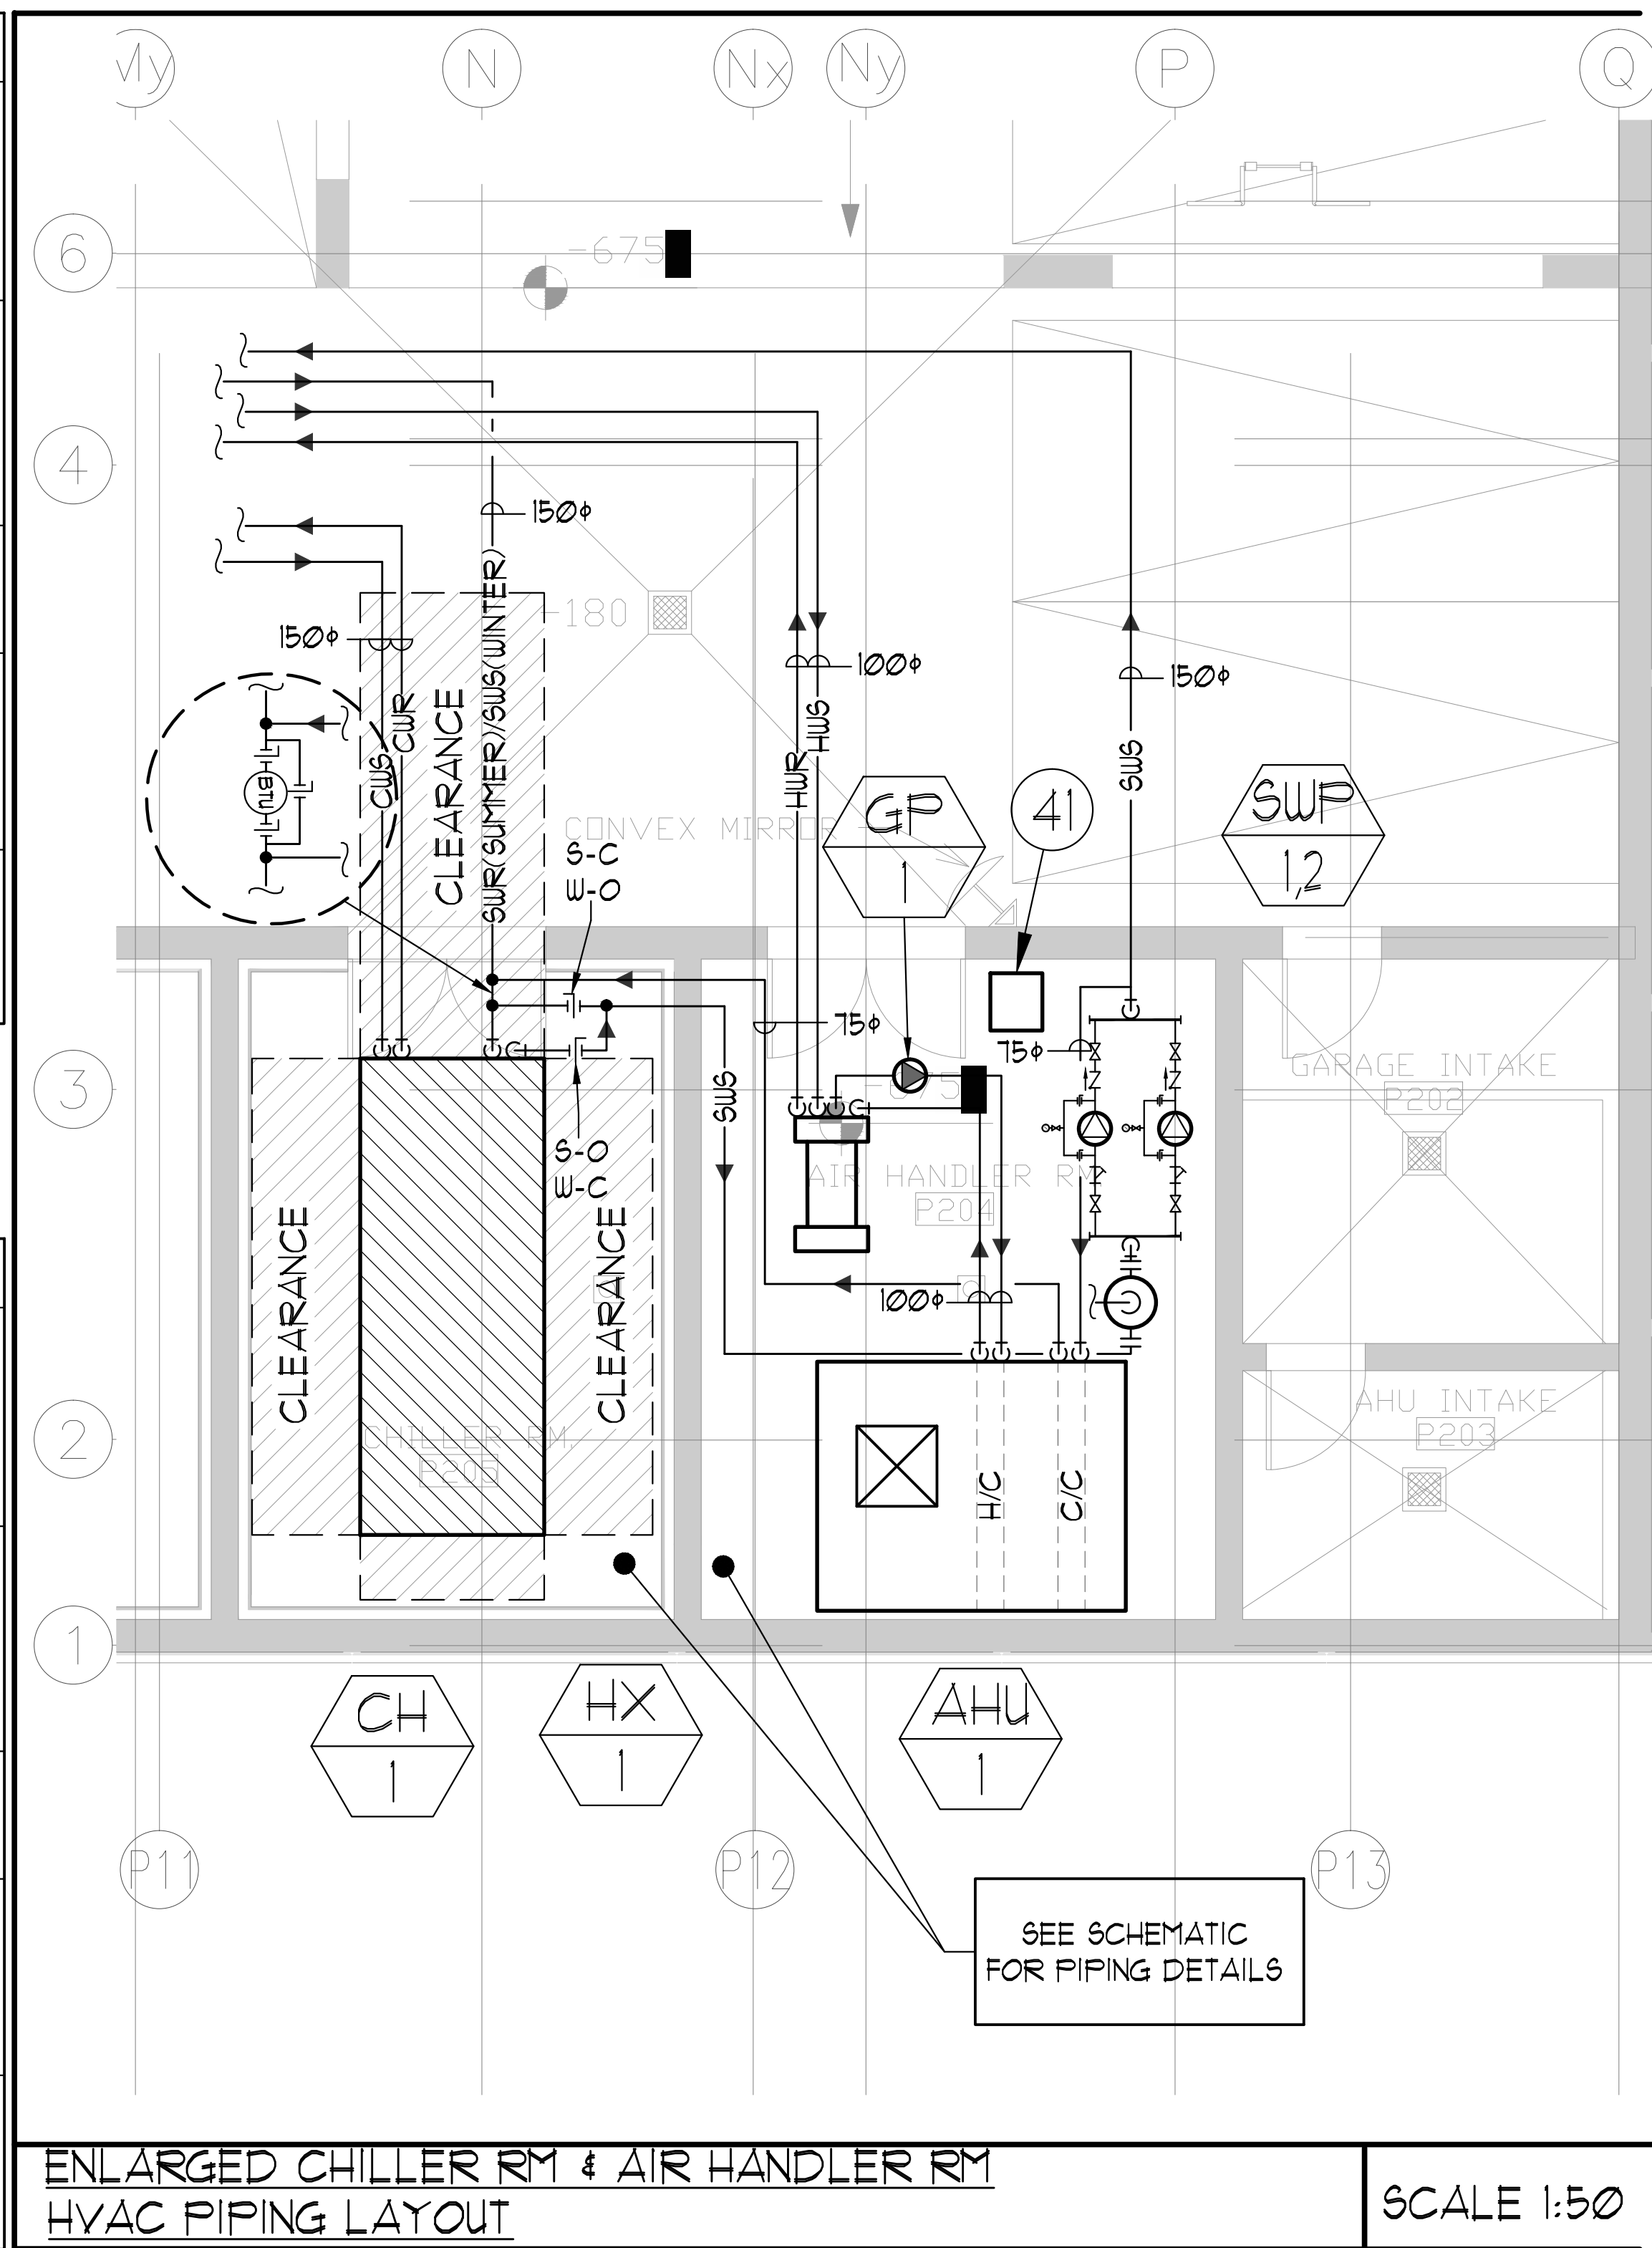 My
N
Nx
Ny
P
Q
6
-675
4
150ϕ
150ϕ
-180
100ϕ
150ϕ
CWS
CWR
CLEARANCE
SWR(SUMMER)/SWS(WINTER)
HWR
HWS
SWS
BTU
CONVEX MIRROR
S-C
W-O
GP
1
41
SWP
1,2
75ϕ
75ϕ
SWS
3
-675
GARAGE INTAKE
P202
S-O
W-C
AIR HANDLER RM
P204
CLEARANCE
CLEARANCE
100ϕ
2
CHILLER RM.
P205
H/C
C/C
AHU INTAKE
P203
1
CH
1
HX
1
AHU
1
P11
P12
P13
SEE SCHEMATIC
FOR PIPING DETAILS
ENLARGED CHILLER RM & AIR HANDLER RM
HVAC PIPING LAYOUT
SCALE 1:50